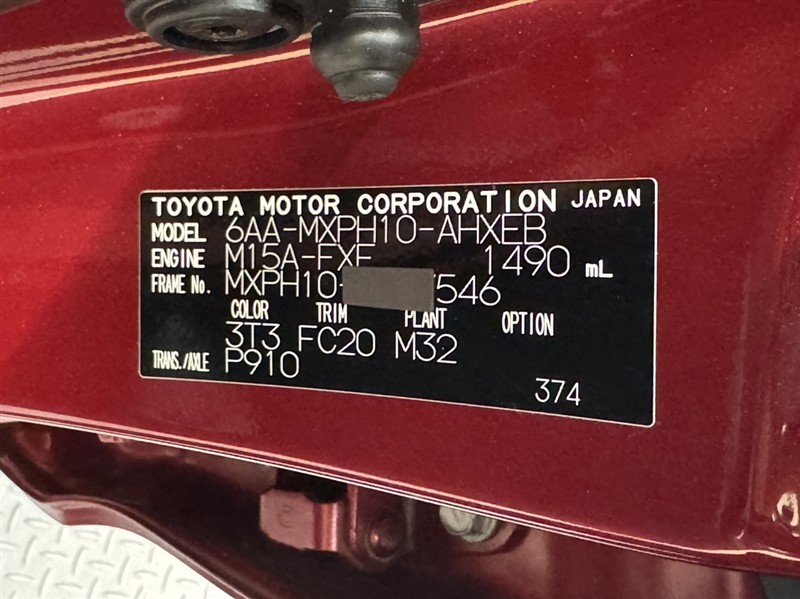 TOYOTA MOTOR CORPORATION JAPAN
MODEL 6AA-MXPH10-AHXEB
ENGINE M15A-FXE 1490 mL
FRAME No. MXPH10- 546
COLOR TRIM PLANT OPTION
3T3 FC20 M32
TRANS./AXLE P910
374